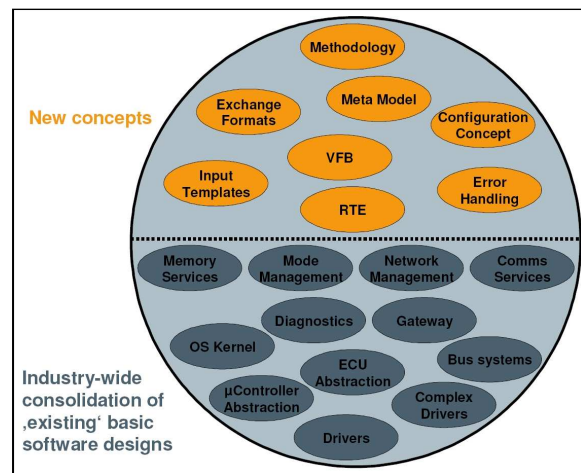 Methodology
Meta Model
Exchange
Formats
Configuration
Concept
New concepts
VFB
Input
Templates
Error
Handling
RTE
Memory
Services
Mode
Management
Network
Management
Comms
Services
Diagnostics
Gateway
OS Kernel
Bus systems
ECU
Abstraction
Industry-wide
consolidation of
‚existing‘ basic
software designs
µController
Abstraction
Complex
Drivers
Drivers